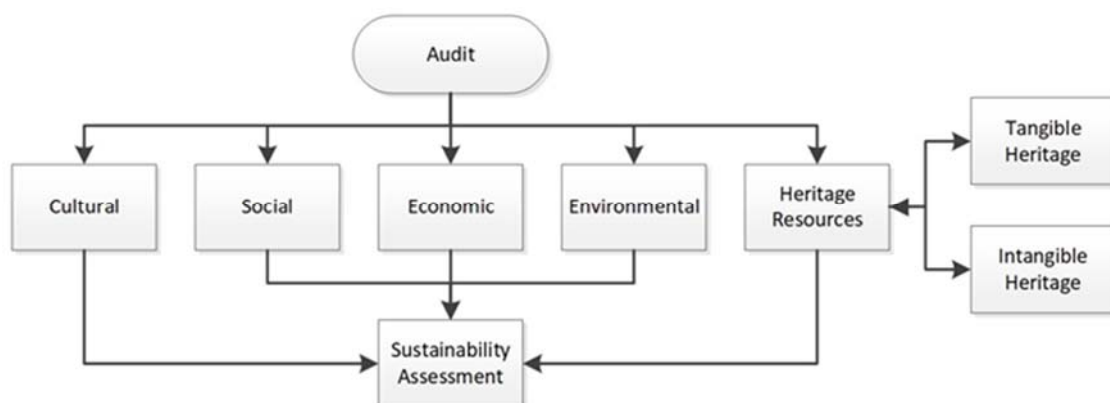 Audit
Tangible
Heritage
Cultural
Social
Economic
Environmental
Heritage
Resources
Intangible
Heritage
Sustainability
Assessment